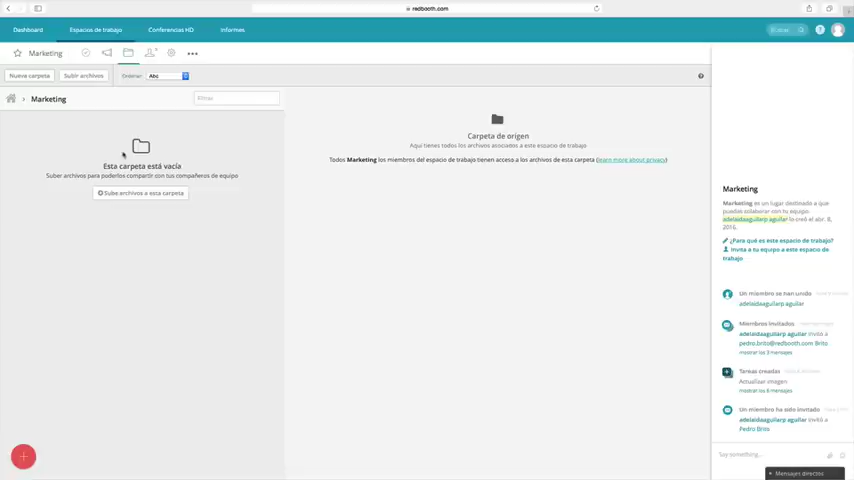 redbooth.com
Dashboard
Espacios de trabajo
Conferencias HD
Informes
?
Marketing
Nueva carpeta
Subir archivos
Ordenar:
Abc
?
> Marketing
Filtros
Esta carpeta está vacía
Suber archivos para poderlos compartir con tus compañeros de equipo
Sube archivos a esta carpeta
Carpeta de origen
Aquí tienes todos los archivos asociados a este espacio de trabajo
Todos Marketing los miembros del espacio de trabajo tienen acceso a los archivos de esta carpeta (learn more about privacy)
Marketing
Marketing es un lugar destinado a que
puedas colaborar con tu equipo.
adelaidaaguilarp aguilar lo creó el abr. 8,
2016.
¿Para qué es este espacio de trabajo?
Invita a tu equipo a este espacio de
trabajo
Un miembro se han unido
adelaidaaguilarp aguilar
Miembros invitados
adelaidaaguilarp aguilar invitó a
pedro.brito@redbooth.com Brito
mostrar los 3 mensajes
Tareas creadas
Actualizar imagen
mostrar los 6 mensajes
Un miembro ha sido invitado
adelaidaaguilarp aguilar invitó a
Pedro Brito
Say something...
Mensajes directos